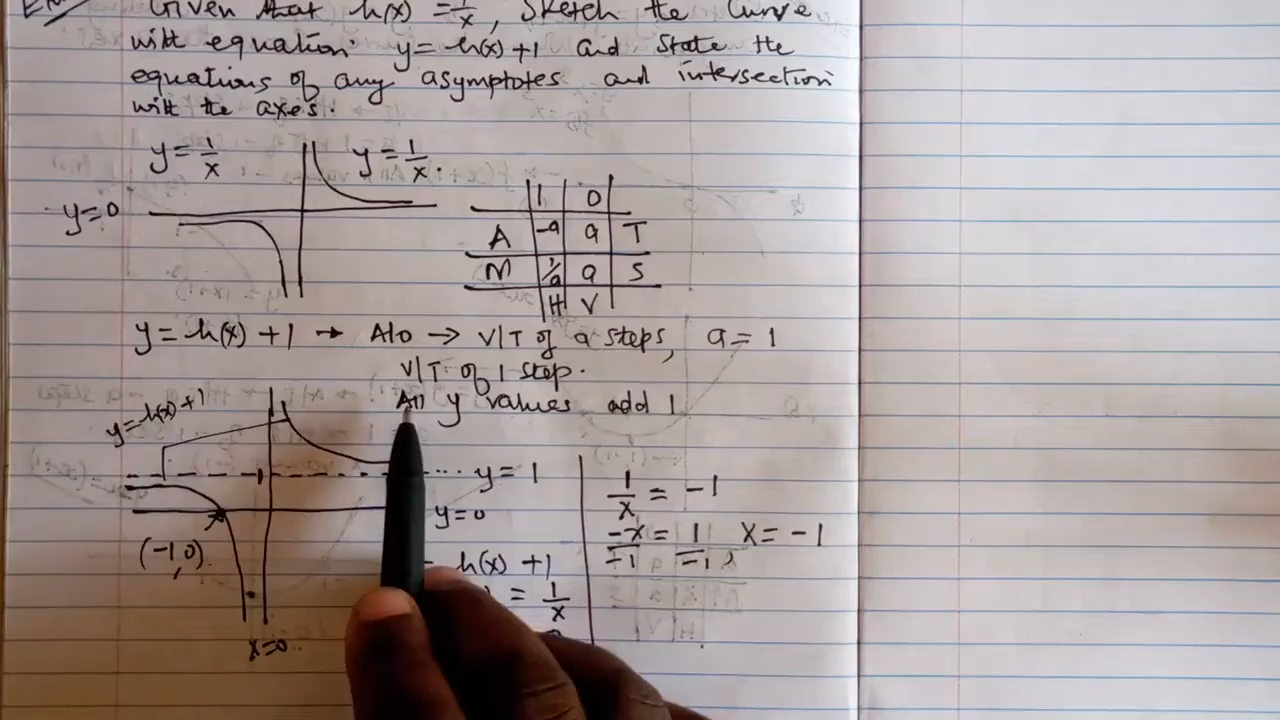 Given that h(x) = 1/x, Sketch the Curve
with equation y = h(x) + 1 and State the
equations of any asymptotes and intersection
with the axes.
y = 1/x
y = 1/x.
y = 0
1 0
A -a a T
M 1/a a S
H V
y = h(x) + 1 → A/o → V/T of a steps, a = 1
V/T of 1 step.
All y values add 1
y = h(x) + 1
y = 1
y = 0
(-1,0)
x=0
h(x) + 1
= 1/x
1/x = -1
-x/-1 = 1/-1 x = -1